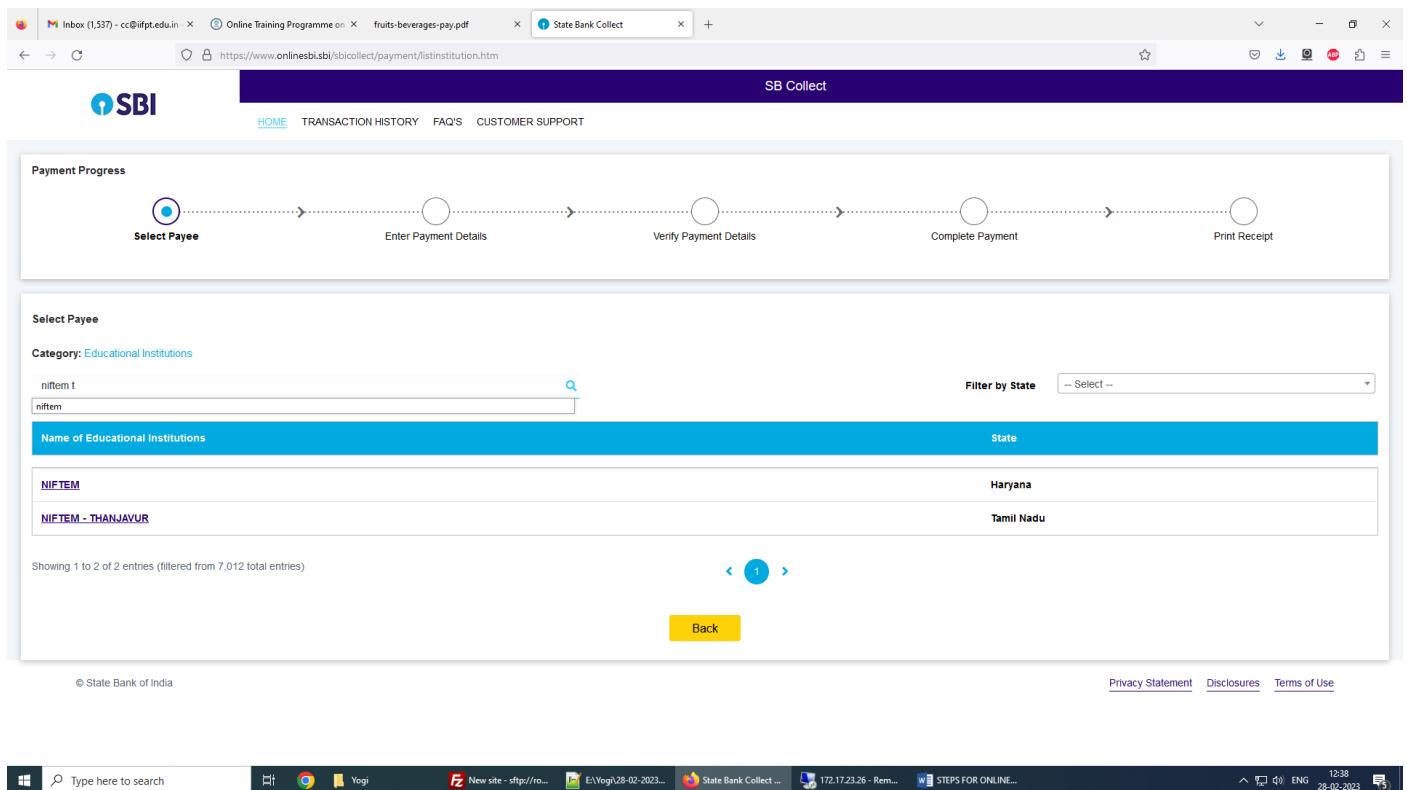 Inbox (1,537) - cc@iifpt.edu.in
Online Training Programme on
fruits-beverages-pay.pdf
State Bank Collect
https://www.onlinesbi.sbi/sbicollect/payment/listinstitution.htm
ABP
SBI
SB Collect
HOME TRANSACTION HISTORY FAQ'S CUSTOMER SUPPORT
Payment Progress
Select Payee Enter Payment Details Verify Payment Details Complete Payment Print Receipt
Select Payee
Category: Educational Institutions
niftem t
Filter by State -- Select --
niftem
Name of Educational Institutions State
NIFTEM Haryana
NIFTEM - THANJAVUR Tamil Nadu
Showing 1 to 2 of 2 entries (filtered from 7,012 total entries)
1
Back
© State Bank of India
Privacy Statement Disclosures Terms of Use
Type here to search
Yogi
New site - sftp://ro...
E:\Yogi\28-02-2023...
State Bank Collect ...
172.17.23.26 - Rem...
STEPS FOR ONLINE...
ENG
12:38
28-02-2023
5